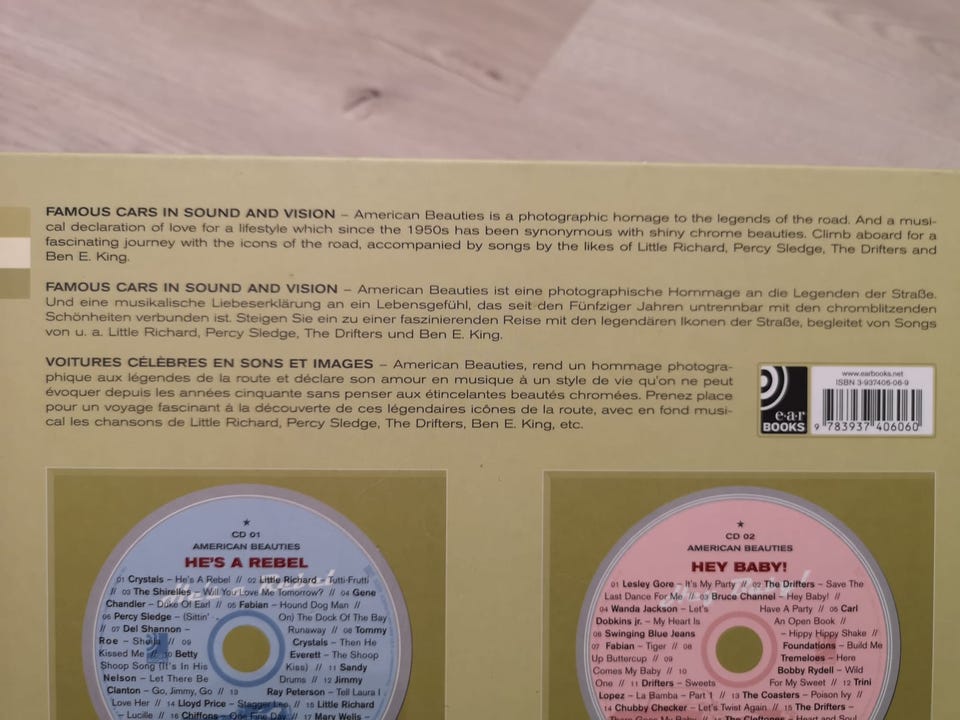 FAMOUS CARS IN SOUND AND VISION – American Beauties is a photographic homage to the legends of the road. And a musi-
cal declaration of love for a lifestyle which since the 1950s has been synonymous with shiny chrome beauties. Climb aboard for a
fascinating journey with the icons of the road, accompanied by songs by the likes of Little Richard, Percy Sledge, The Drifters and
Ben E. King.
FAMOUS CARS IN SOUND AND VISION – American Beauties ist eine photographische Hommage an die Legenden der Straße.
Und eine musikalische Liebeserklärung an ein Lebensgefühl, das seit den Fünfziger Jahren untrennbar mit den chromblitzenden
Schönheiten verbunden ist. Steigen Sie ein zu einer faszinierenden Reise mit den legendären Ikonen der Straße, begleitet von Songs
von u. a. Little Richard, Percy Sledge, The Drifters und Ben E. King.
VOITURES CÉLÈBRES EN SONS ET IMAGES – American Beauties, rend un hommage photogra-
phique aux légendes de la route et déclare son amour en musique à un style de vie qu'on ne peut
évoquer depuis les années cinquante sans penser aux étincelantes beautés chromées. Prenez place
pour un voyage fascinant à la découverte de ces légendaires icônes de la route, avec en fond musi-
cal les chansons de Little Richard, Percy Sledge, The Drifters, Ben E. King, etc.
www.earbooks.net
ISBN 3-937406-06-9
e·a·r
BOOKS
9 783937 406060
CD 01
AMERICAN BEAUTIES
HE'S A REBEL
01 Crystals – He's A Rebel // 02 Little Richard – Tutti-Frutti
// 03 The Shirelles – Will You Love Me Tomorrow? // 04 Gene
Chandler – Duke Of Earl // 05 Fabian – Hound Dog Man //
06 Percy Sledge – (Sittin' On) The Dock Of The Bay
// 07 Del Shannon – Runaway // 08 Tommy
Roe – Sheila // 09 Crystals – Then He
Kissed Me // 10 Betty Everett – The Shoop
Shoop Song (It's In His Kiss) // 11 Sandy
Nelson – Let There Be Drums // 12 Jimmy
Clanton – Go, Jimmy, Go // 13 Ray Peterson – Tell Laura I
Love Her // 14 Lloyd Price – Stagger Lee // 15 Little Richard
– Lucille // 16 Chiffons – One Fine Day // 17 Mary Wells –
CD 02
AMERICAN BEAUTIES
HEY BABY!
01 Lesley Gore – It's My Party // 02 The Drifters – Save The
Last Dance For Me // 03 Bruce Channel – Hey Baby! //
04 Wanda Jackson – Let's Have A Party // 05 Carl
Dobkins jr. – My Heart Is An Open Book //
06 Swinging Blue Jeans – Hippy Hippy Shake //
07 Fabian – Tiger // 08 Foundations – Build Me
Up Buttercup // 09 Tremeloes – Here
Comes My Baby // 10 Bobby Rydell – Wild
One // 11 Drifters – Sweets For My Sweet // 12 Trini
Lopez – La Bamba – Part 1 // 13 The Coasters – Poison Ivy //
14 Chubby Checker – Let's Twist Again // 15 The Drifters –
There Goes My Baby // 16 The Cleftones – Heart and Soul